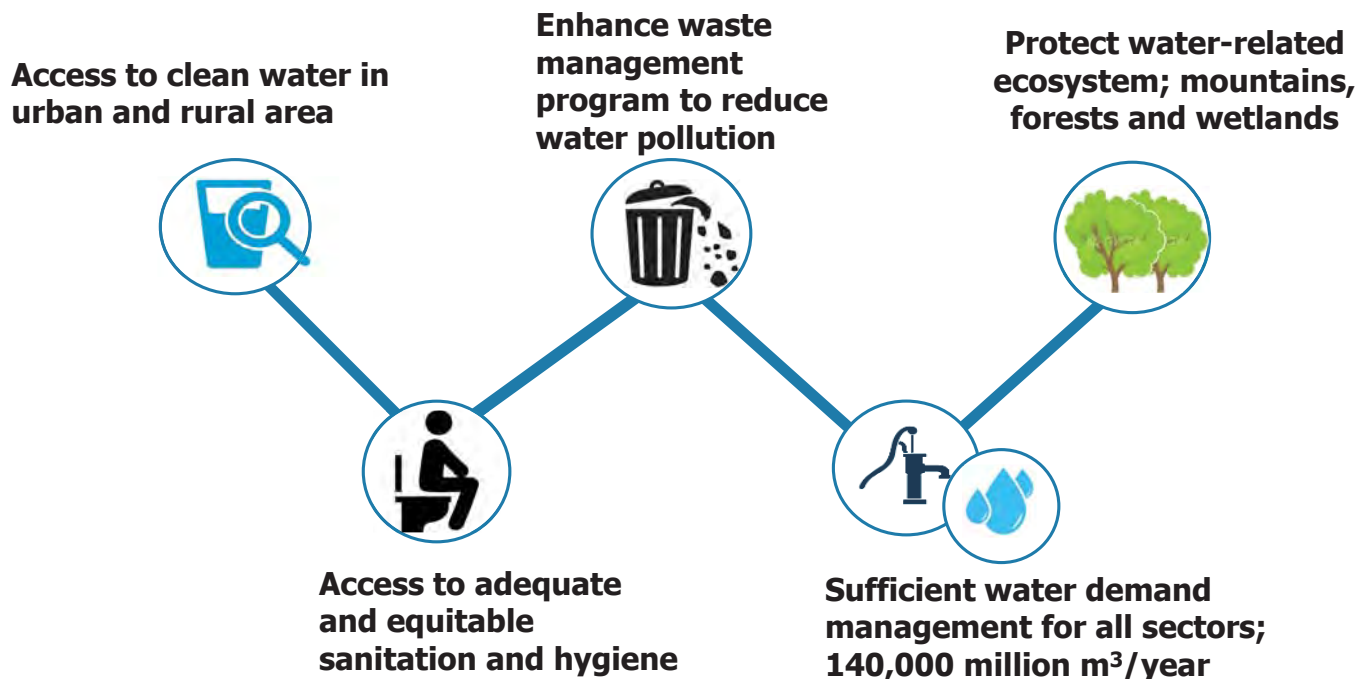 Access to clean water in
urban and rural area
Access to adequate
and equitable
sanitation and hygiene
Enhance waste
management
program to reduce
water pollution
Sufficient water demand
management for all sectors;
140,000 million m³/year
Protect water-related
ecosystem; mountains,
forests and wetlands